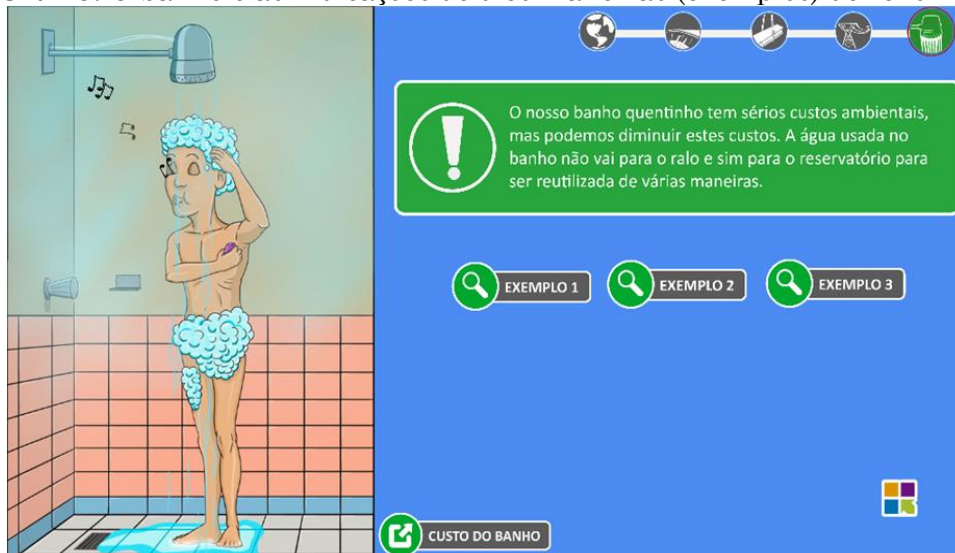 O nosso banho quentinho tem sérios custos ambientais,
mas podemos diminuir estes custos. A água usada no
banho não vai para o ralo e sim para o reservatório para
ser reutilizada de várias maneiras.
EXEMPLO 1
EXEMPLO 2
EXEMPLO 3
CUSTO DO BANHO